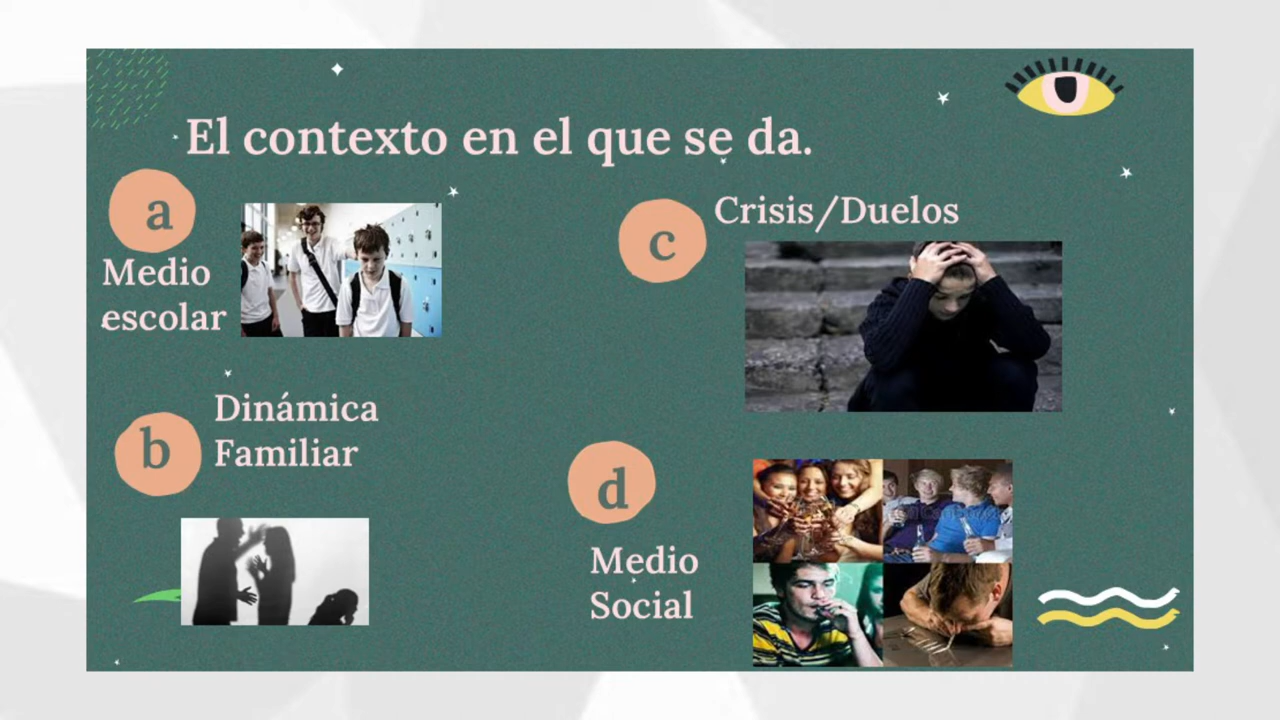 El contexto en el que se da.
a
Medio
escolar
b
Dinámica
Familiar
c
Crisis/Duelos
d
Medio
Social